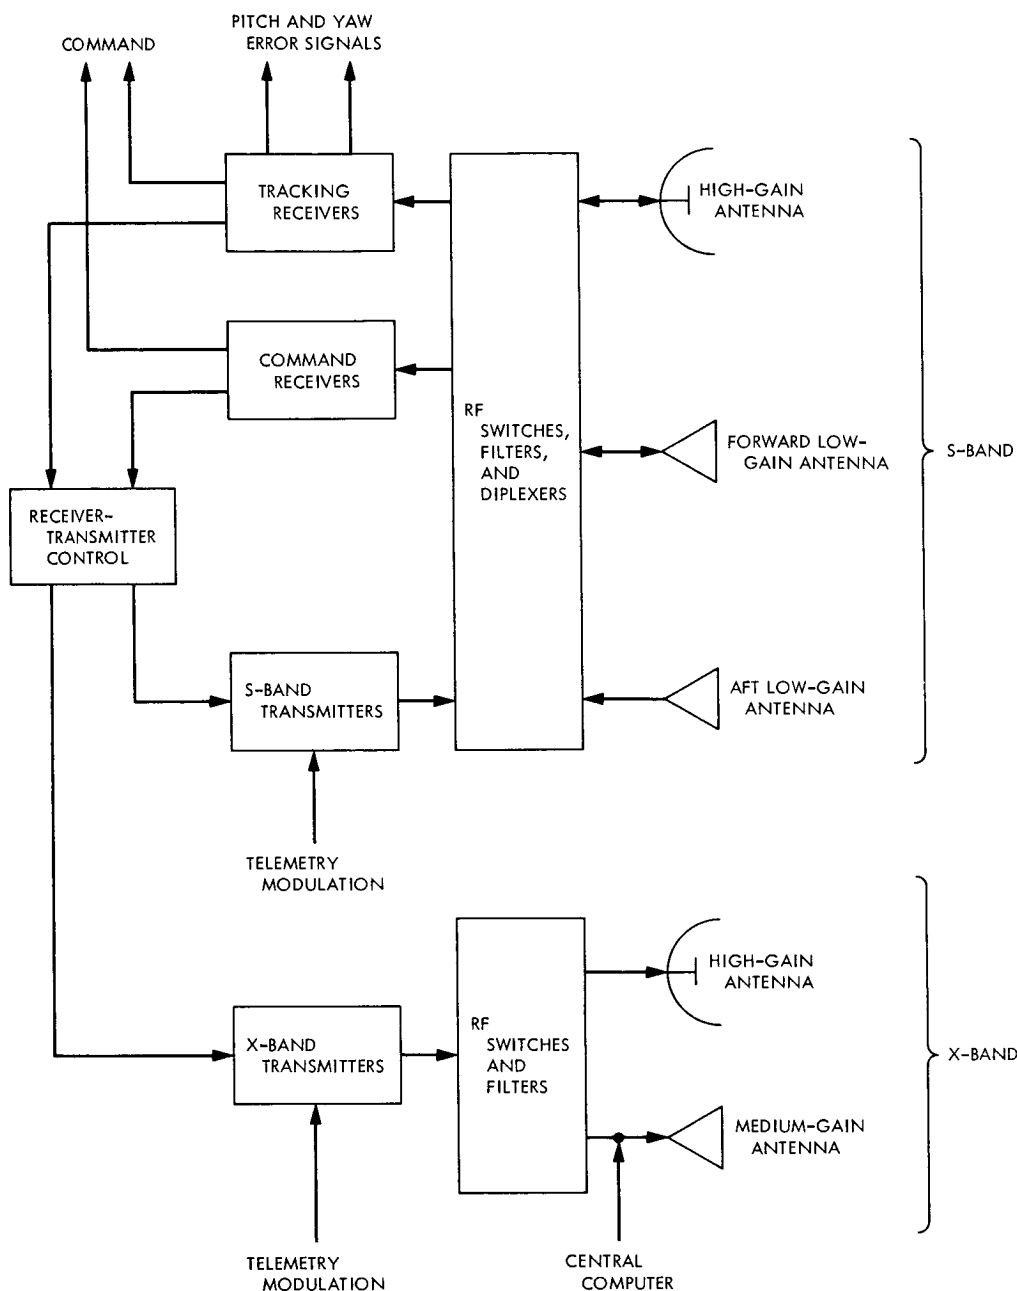 PITCH AND YAW
ERROR SIGNALS
COMMAND
TRACKING
RECEIVERS
HIGH-GAIN
ANTENNA
COMMAND
RECEIVERS
RF
SWITCHES,
FILTERS,
AND
DIPLEXERS
FORWARD LOW-
GAIN ANTENNA
S-BAND
RECEIVER-
TRANSMITTER
CONTROL
S-BAND
TRANSMITTERS
AFT LOW-GAIN
ANTENNA
TELEMETRY
MODULATION
HIGH-GAIN
ANTENNA
X-BAND
TRANSMITTERS
RF
SWITCHES
AND
FILTERS
X-BAND
MEDIUM-GAIN
ANTENNA
TELEMETRY
MODULATION
CENTRAL
COMPUTER